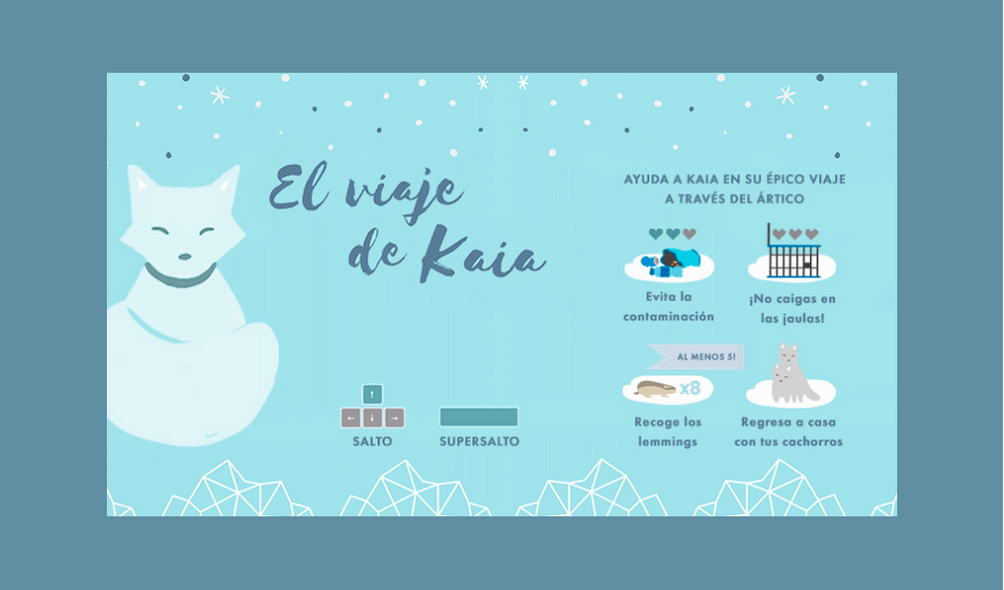 El viaje
de Kaia
↑
← ↓ →
SALTO
SUPERSALTO
AYUDA A KAIA EN SU ÉPICO VIAJE
A TRAVÉS DEL ÁRTICO
Evita la
contaminación
¡No caigas en
las jaulas!
AL MENOS 5!
x8
Recoge los
lemmings
Regresa a casa
con tus cachorros